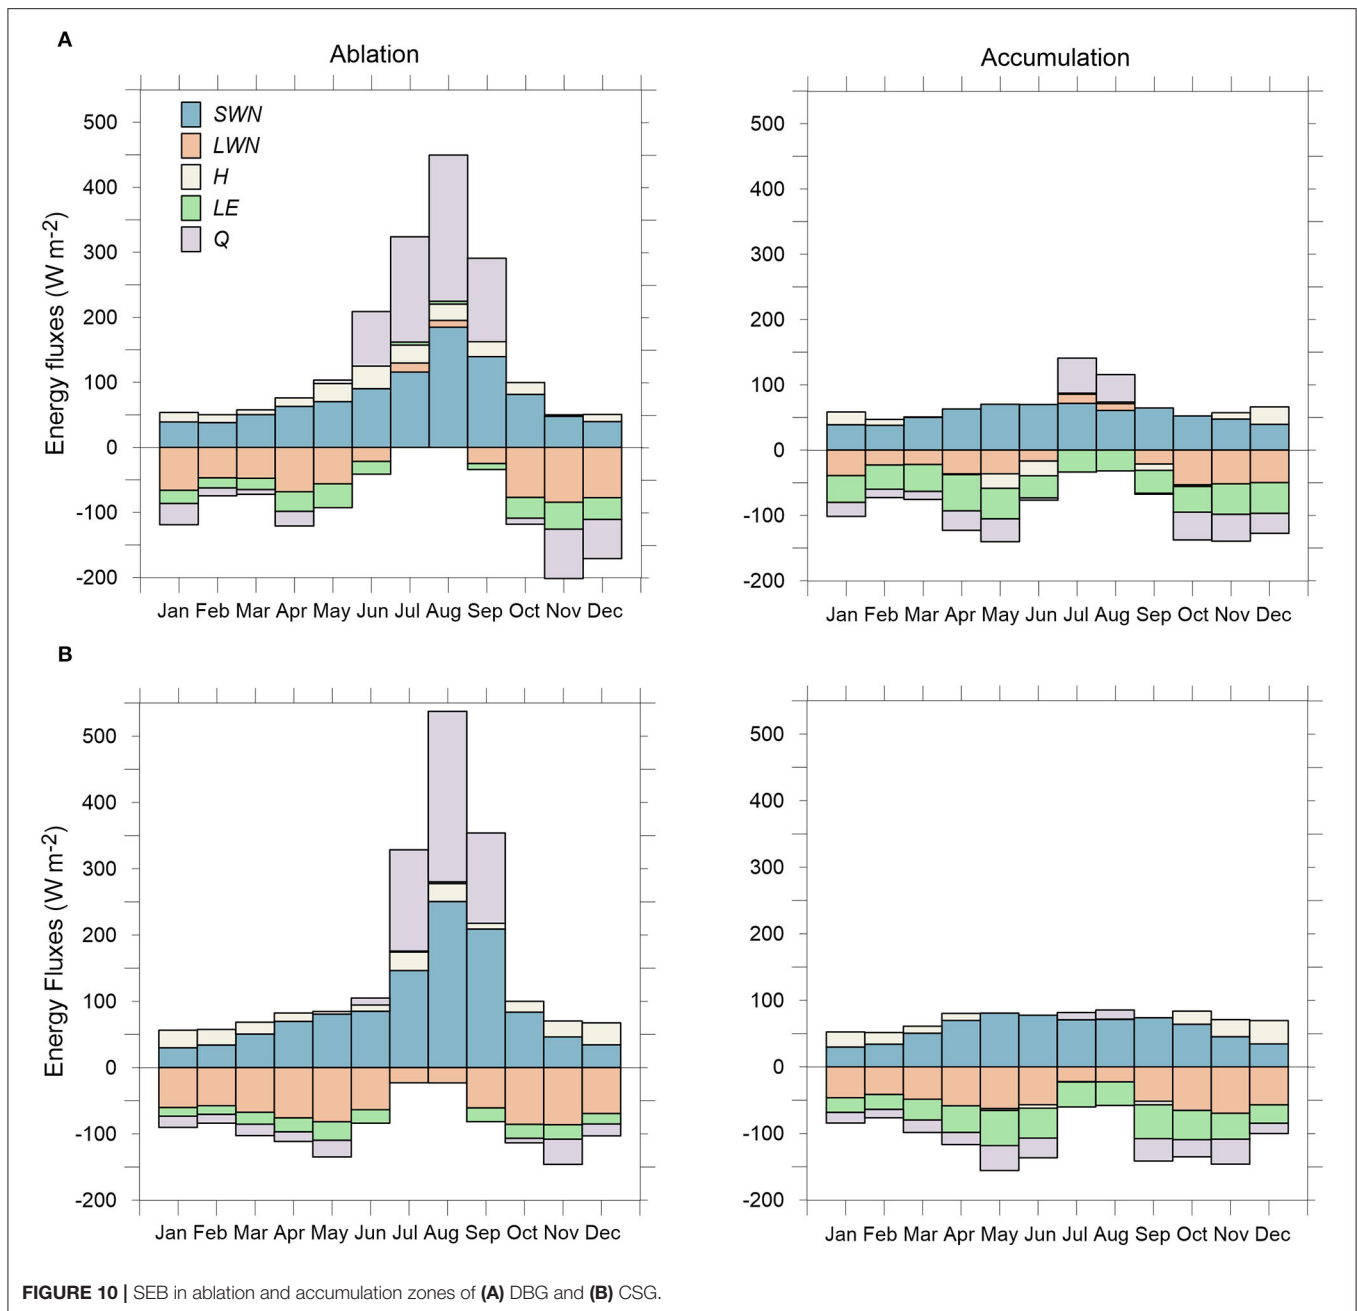 A
Ablation
Accumulation
SWN
LWN
H
LE
Q
Energy fluxes (W m-2)
500
400
300
200
100
0
-100
-200
Jan Feb Mar Apr May Jun Jul Aug Sep Oct Nov Dec
500
400
300
200
100
0
-100
-200
Jan Feb Mar Apr May Jun Jul Aug Sep Oct Nov Dec
B
Energy Fluxes (W m-2)
500
400
300
200
100
0
-100
-200
Jan Feb Mar Apr May Jun Jul Aug Sep Oct Nov Dec
500
400
300
200
100
0
-100
-200
Jan Feb Mar Apr May Jun Jul Aug Sep Oct Nov Dec
FIGURE 10 | SEB in ablation and accumulation zones of (A) DBG and (B) CSG.